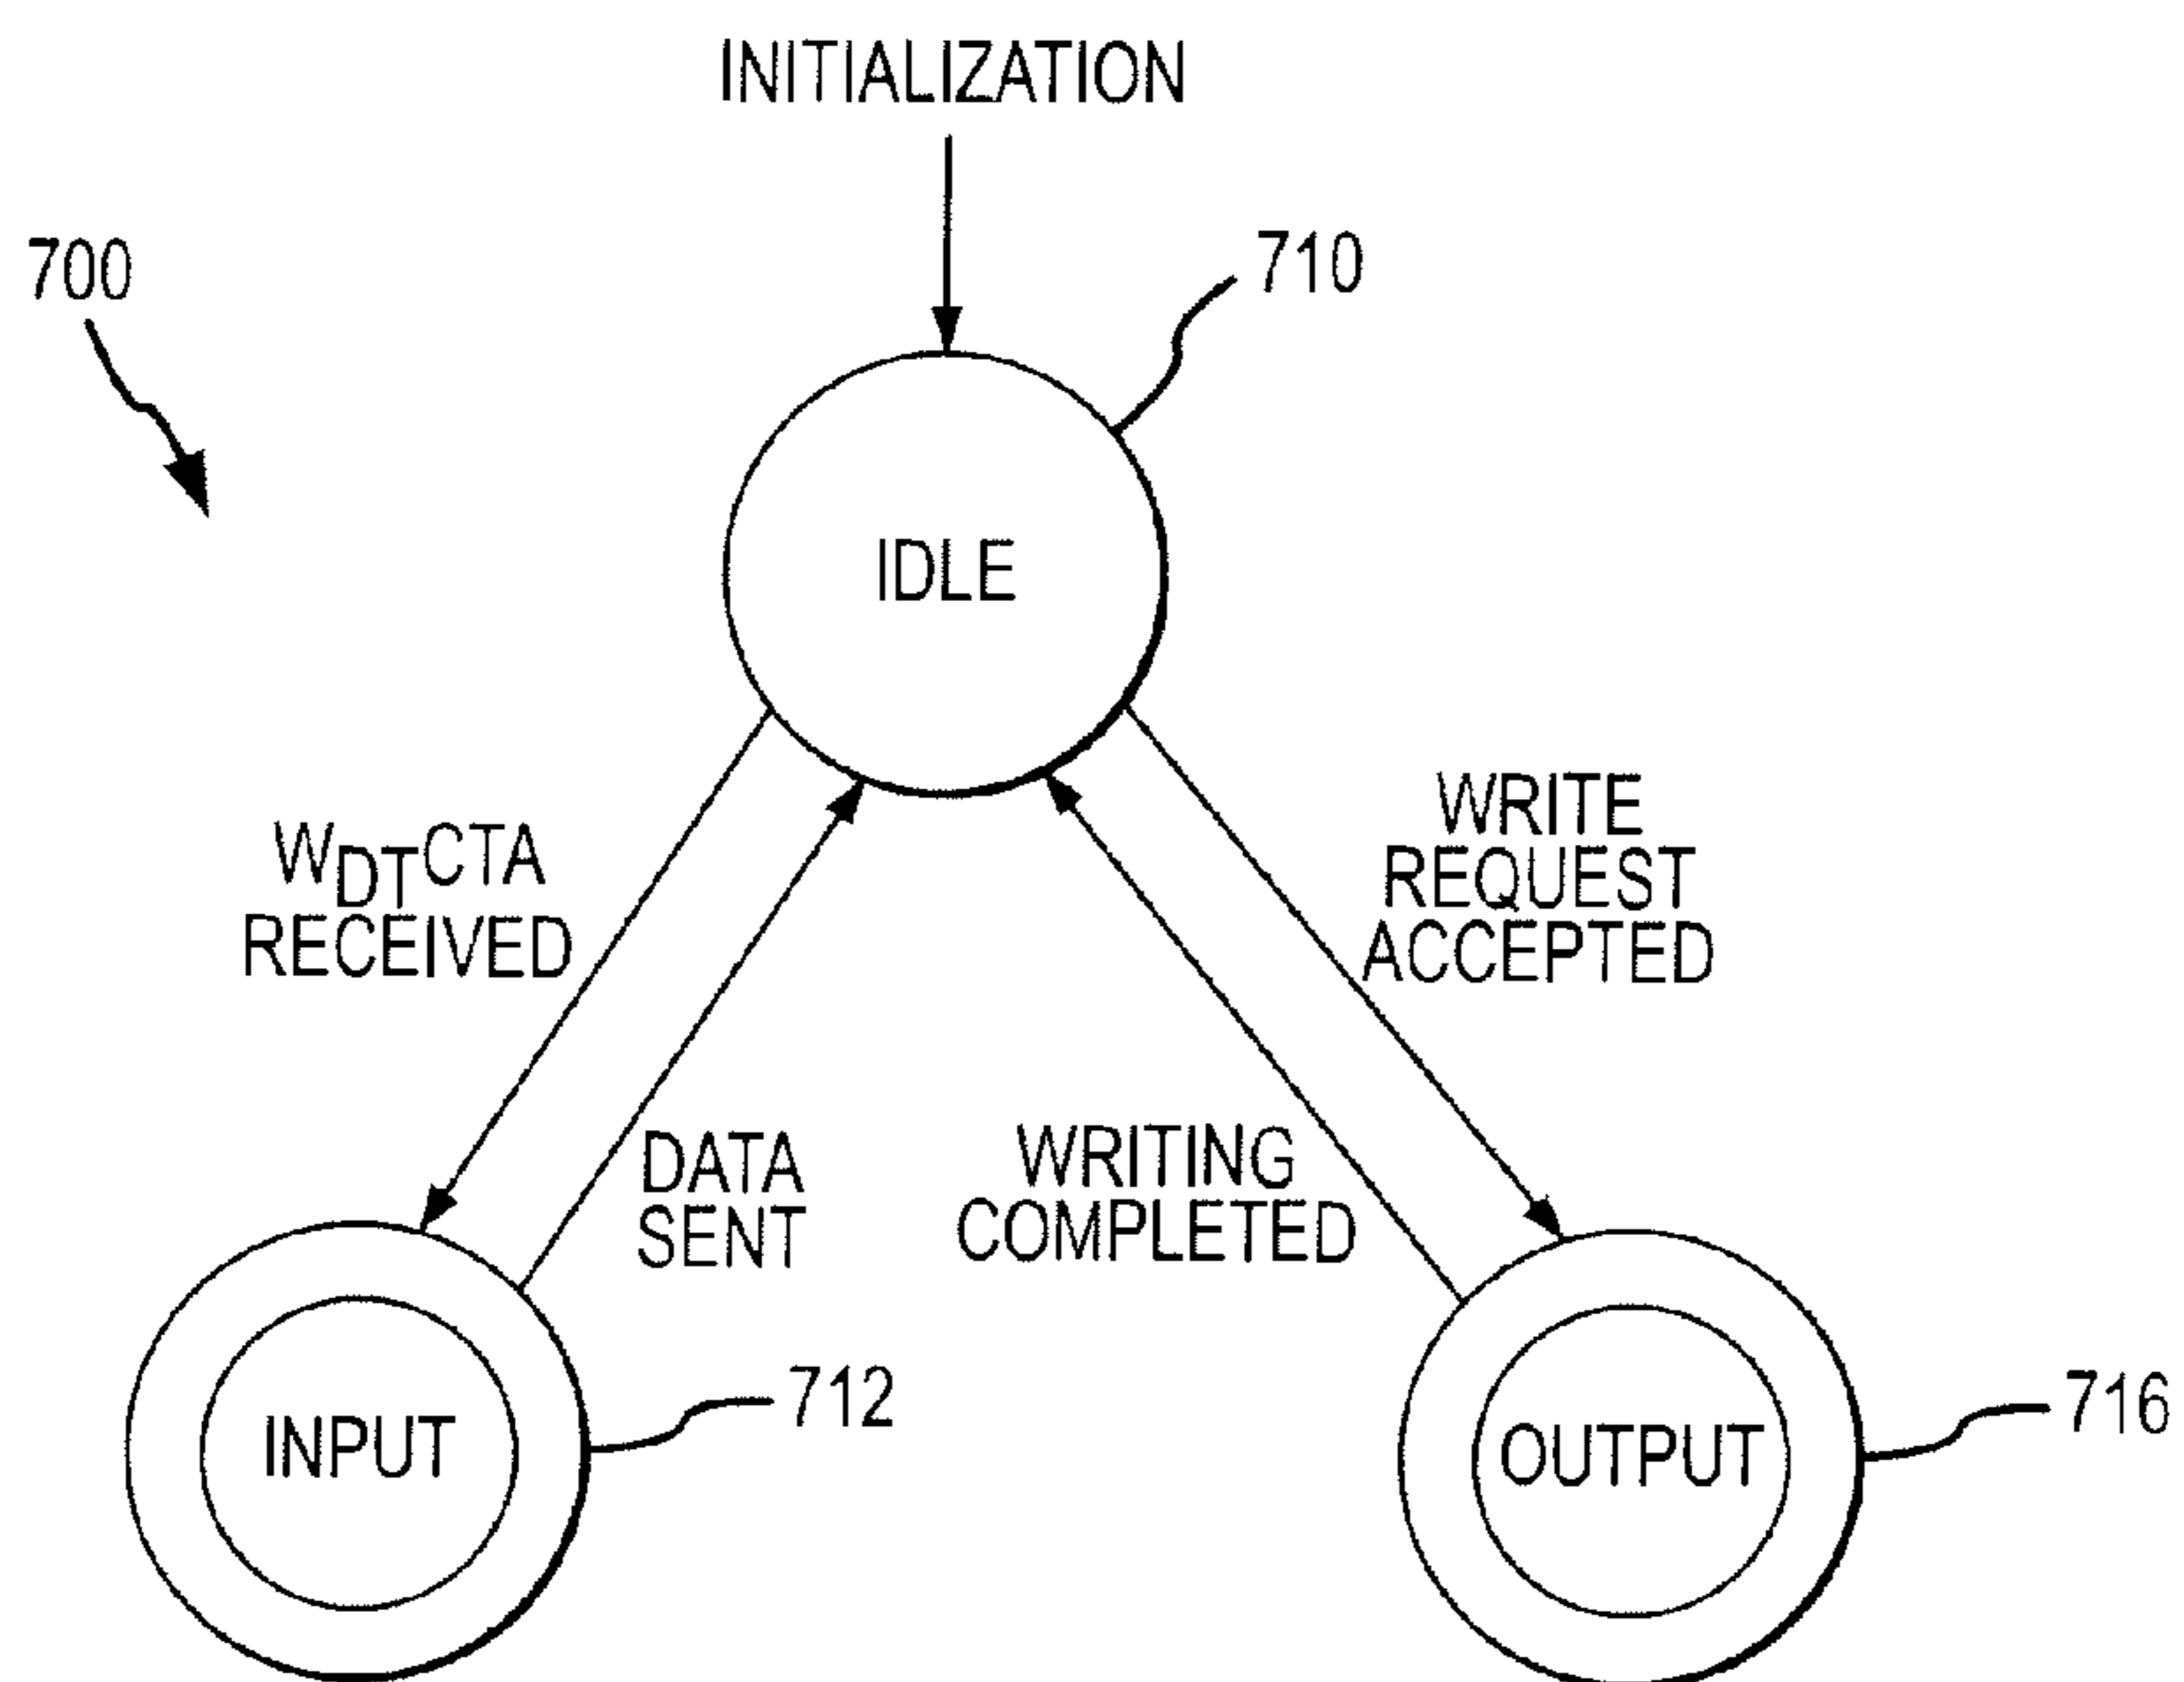 INITIALIZATION
700
710
IDLE
WDTCTA
RECEIVED
WRITE
REQUEST
ACCEPTED
DATA
SENT
WRITING
COMPLETED
INPUT
712
OUTPUT
716